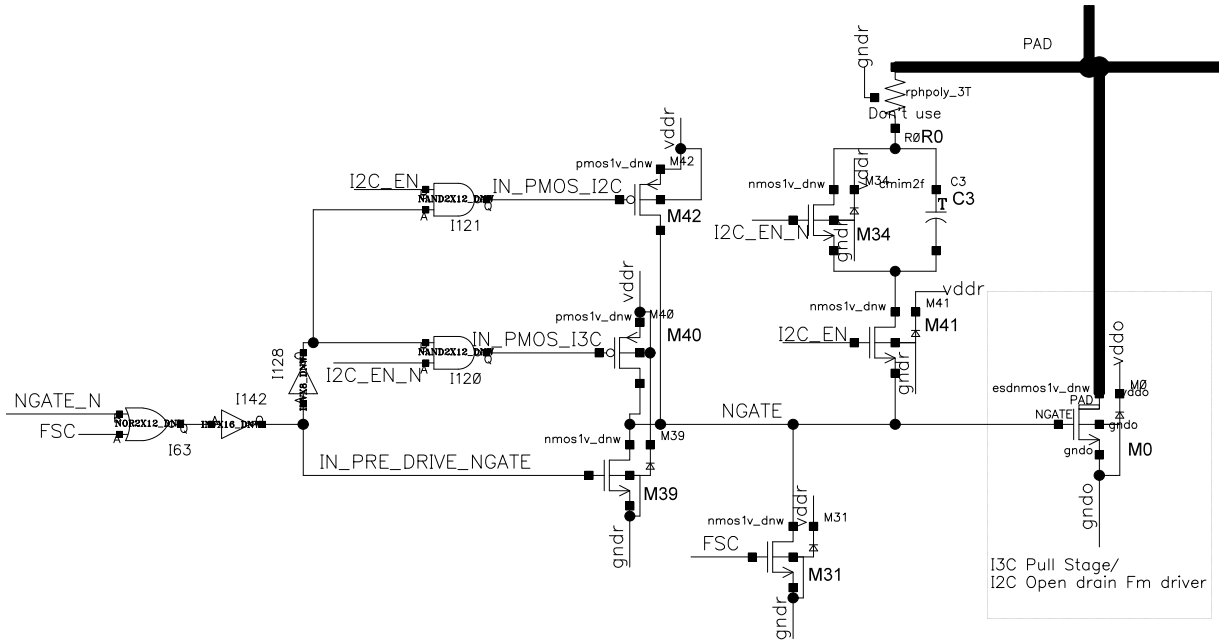 PAD
gndr
rphpoly_3T
Don't use
R0R0
vddr
pmos1v_dnw
M42
M42
I2C_EN
NAND2X12_DNW
A
Q
I121
IN_PMOS_I2C
nmos1v_dnw
M34
vddr
cmim2f
C3
T
C3
I2C_EN_N
gndr
M34
vddr
pmos1v_dnw
M40
M40
IN_PMOS_I3C
NAND2X12_DNW
A
Q
I2C_EN_N
I120
I128
nmos1v_dnw
M41
vddr
M41
I2C_EN
gndr
vddo
esdnmos1v_dnw
M0
PAD
vddo
NGATE
gndo
gndo
M0
gndo
NGATE_N
NOR2X12_DNW
A
Q
FSC
I63
I142
A
Q
NGATE
nmos1v_dnw
M39
IN_PRE_DRIVE_NGATE
M39
gndr
nmos1v_dnw
vddr
M31
FSC
M31
gndr
I3C Pull Stage/
I2C Open drain Fm driver